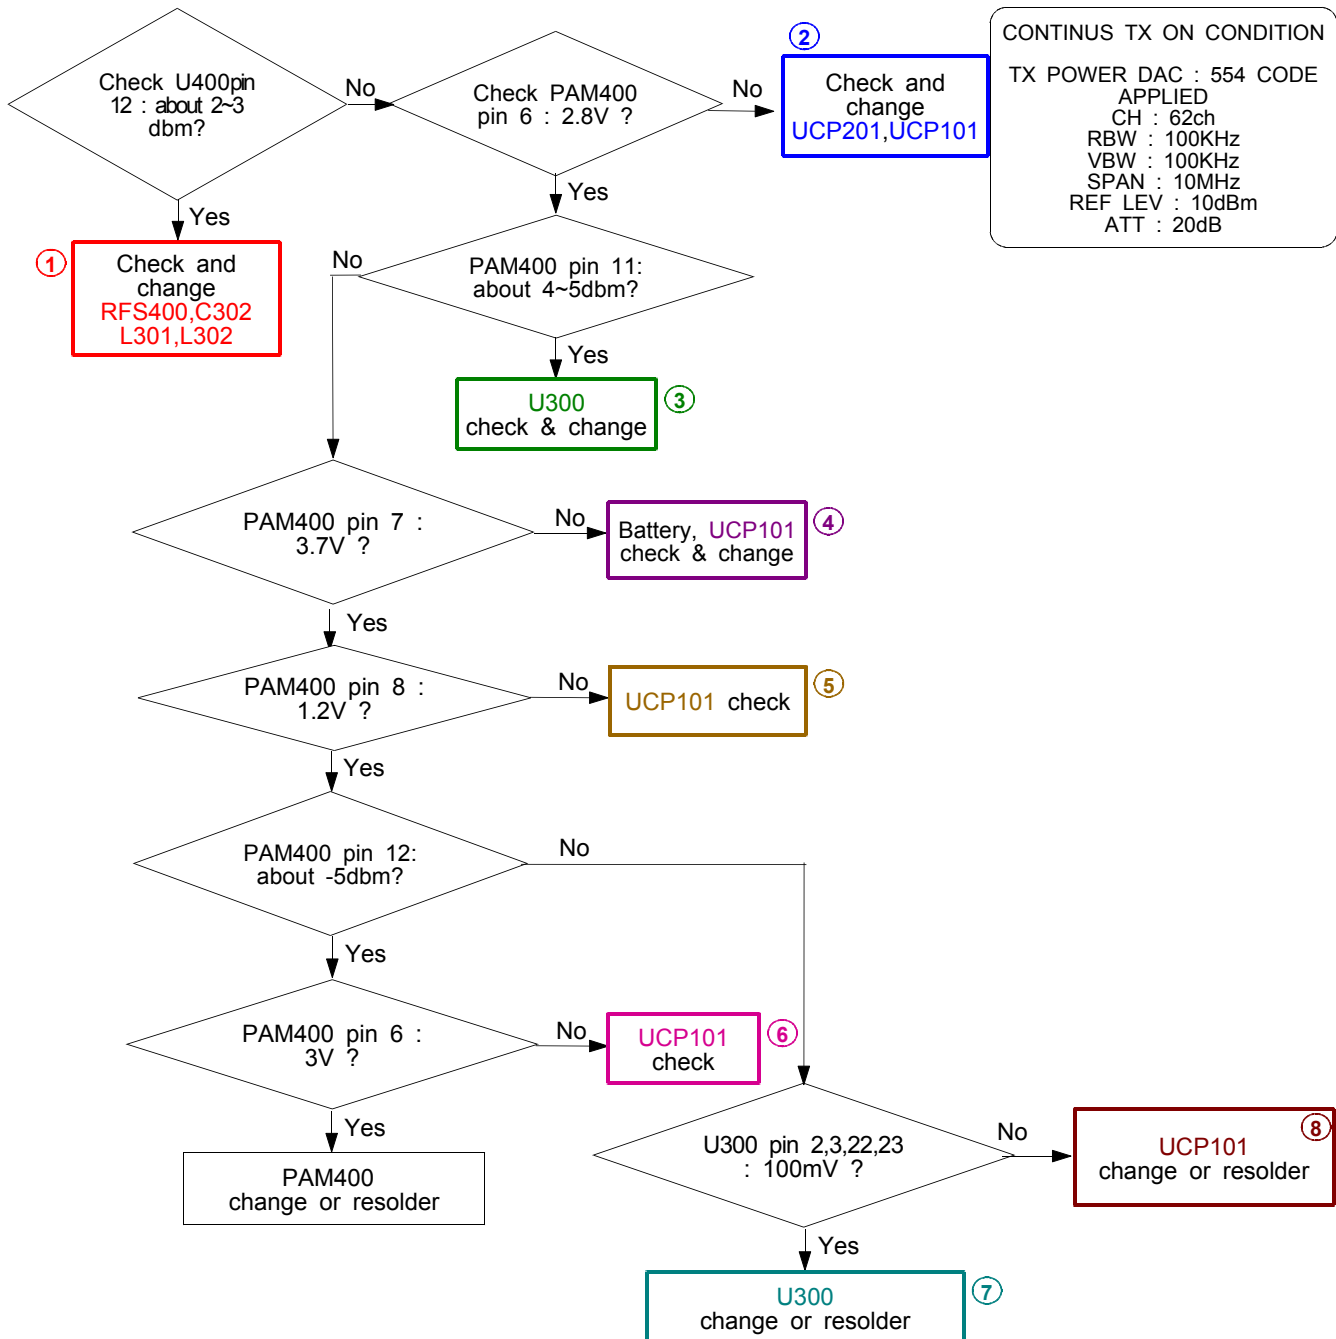 Check U400pin
12 : about 2~3
dbm?
No
Check PAM400
pin 6 : 2.8V ?
No
2
Check and
change
UCP201,UCP101
CONTINUS TX ON CONDITION
TX POWER DAC : 554 CODE
APPLIED
CH : 62ch
RBW : 100KHz
VBW : 100KHz
SPAN : 10MHz
REF LEV : 10dBm
ATT : 20dB
Yes
1
Check and
change
RFS400,C302
L301,L302
Yes
No
PAM400 pin 11:
about 4~5dbm?
Yes
U300
check & change
3
PAM400 pin 7 :
3.7V ?
No
Battery, UCP101
check & change
4
Yes
PAM400 pin 8 :
1.2V ?
No
UCP101 check
5
Yes
PAM400 pin 12:
about -5dbm?
No
Yes
PAM400 pin 6 :
3V ?
No
UCP101
check
6
Yes
PAM400
change or resolder
U300 pin 2,3,22,23
: 100mV ?
No
UCP101
change or resolder
8
Yes
U300
change or resolder
7